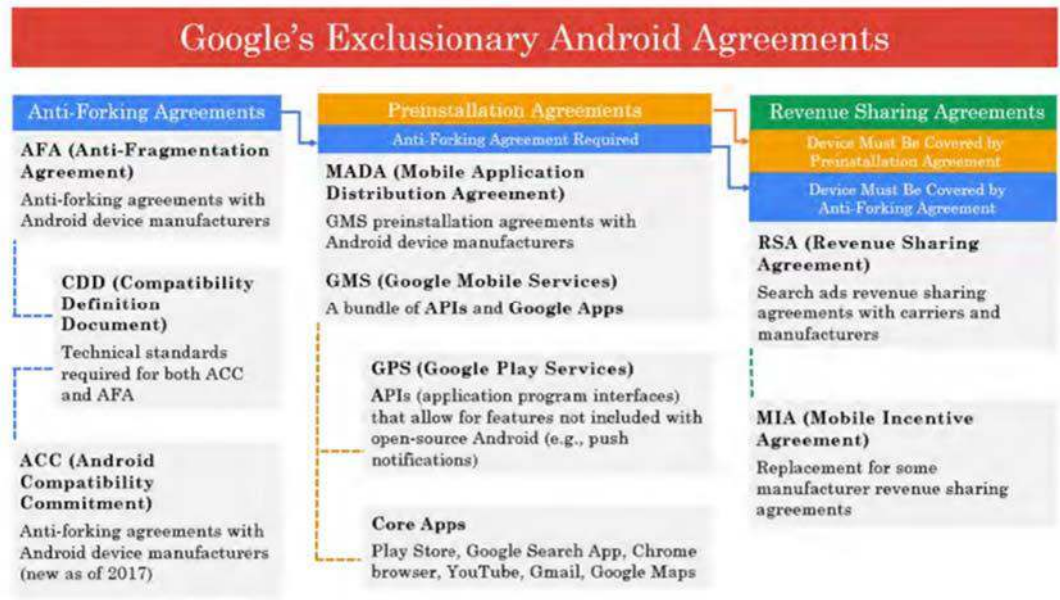 Google's Exclusionary Android Agreements
Anti-Forking Agreements
AFA (Anti-Fragmentation
Agreement)
Anti-forking agreements with
Android device manufacturers
CDD (Compatibility
Definition
Document)
Technical standards
required for both ACC
and AFA
ACC (Android
Compatibility
Commitment)
Anti-forking agreements with
Android device manufacturers
(new as of 2017)
Preinstallation Agreements
Anti-Forking Agreement Required
MADA (Mobile Application
Distribution Agreement)
GMS preinstallation agreements with
Android device manufacturers
GMS (Google Mobile Services)
A bundle of APIs and Google Apps
GPS (Google Play Services)
APIs (application program interfaces)
that allow for features not included with
open-source Android (e.g., push
notifications)
Core Apps
Play Store, Google Search App, Chrome
browser, YouTube, Gmail, Google Maps
Revenue Sharing Agreements
Device Must Be Covered by
Preinstallation Agreement
Device Must Be Covered by
Anti-Forking Agreement
RSA (Revenue Sharing
Agreement)
Search ads revenue sharing
agreements with carriers and
manufacturers
MIA (Mobile Incentive
Agreement)
Replacement for some
manufacturer revenue sharing
agreements